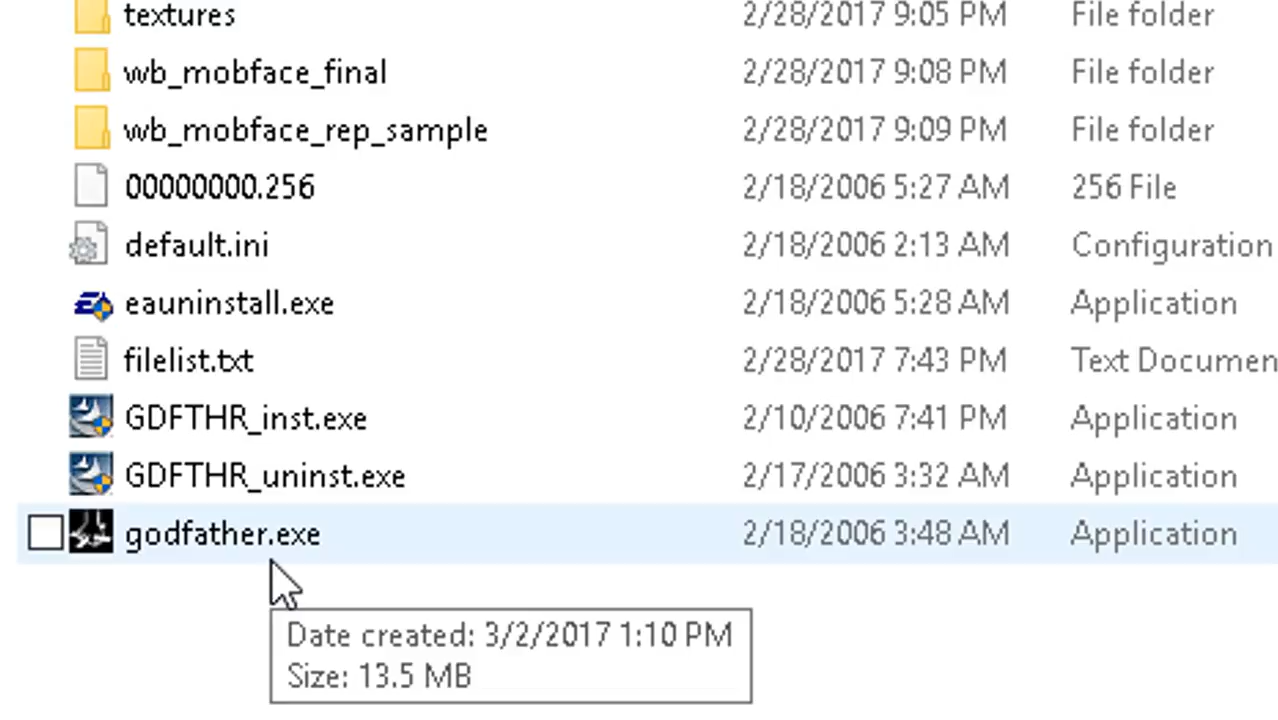 textures 2/28/2017 9:05 PM File folder
wb_mobface_final 2/28/2017 9:08 PM File folder
wb_mobface_rep_sample 2/28/2017 9:09 PM File folder
00000000.256 2/18/2006 5:27 AM 256 File
default.ini 2/18/2006 2:13 AM Configuration
eauninstall.exe 2/18/2006 5:28 AM Application
filelist.txt 2/28/2017 7:43 PM Text Documen
GDFTHR_inst.exe 2/10/2006 7:41 PM Application
GDFTHR_uninst.exe 2/17/2006 3:32 AM Application
godfather.exe 2/18/2006 3:48 AM Application
Date created: 3/2/2017 1:10 PM
Size: 13.5 MB